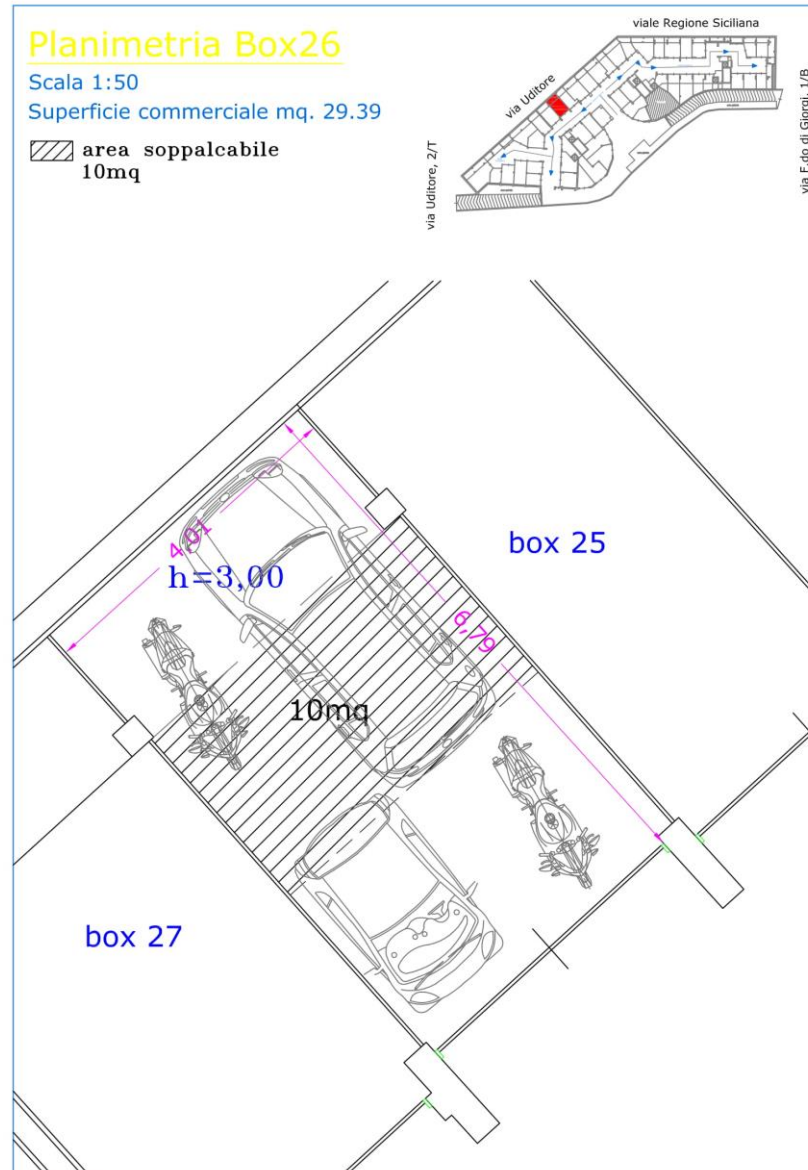 Planimetria Box26
Scala 1:50
Superficie commerciale mq. 29.39
area soppalcabile
10mq
viale Regione Siciliana
via Uditore
via Uditore, 2/T
via F.do di Giorgi, 1/B
4,01
h=3,00
box 25
6,79
10mq
box 27